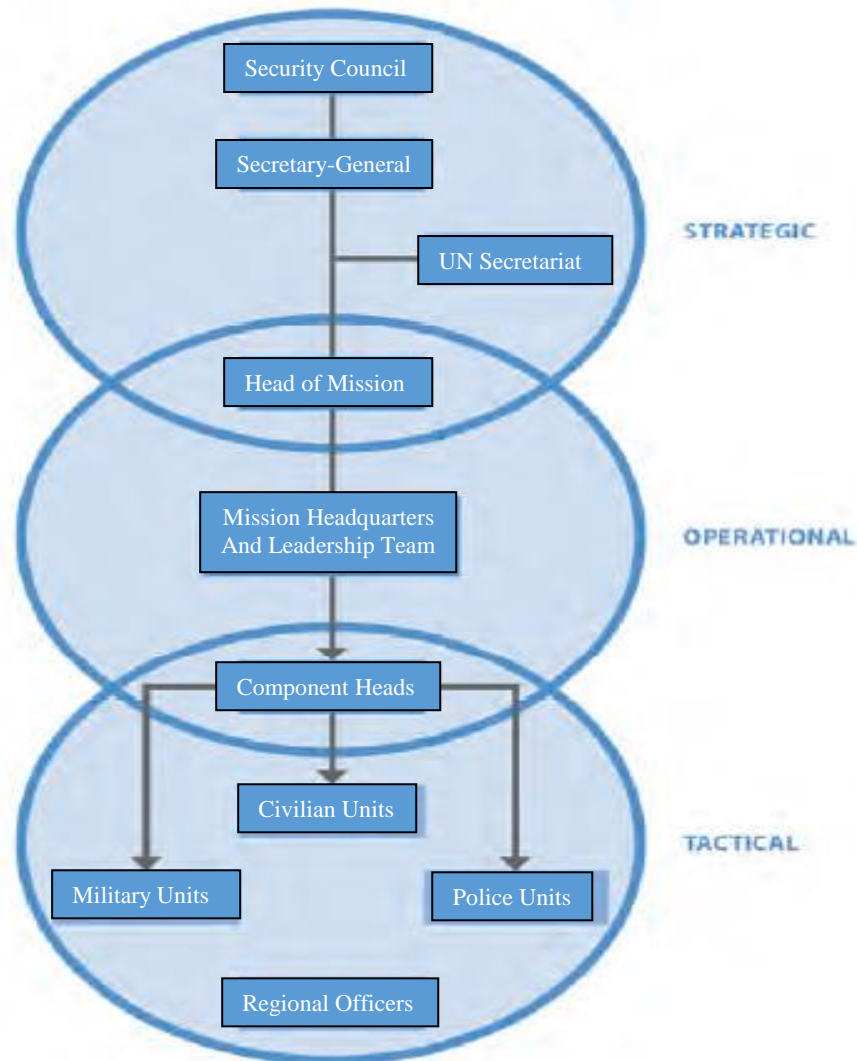 Security Council
Secretary-General
STRATEGIC
UN Secretariat
Head of Mission
Mission Headquarters
And Leadership Team
OPERATIONAL
Component Heads
Civilian Units
TACTICAL
Military Units
Police Units
Regional Officers